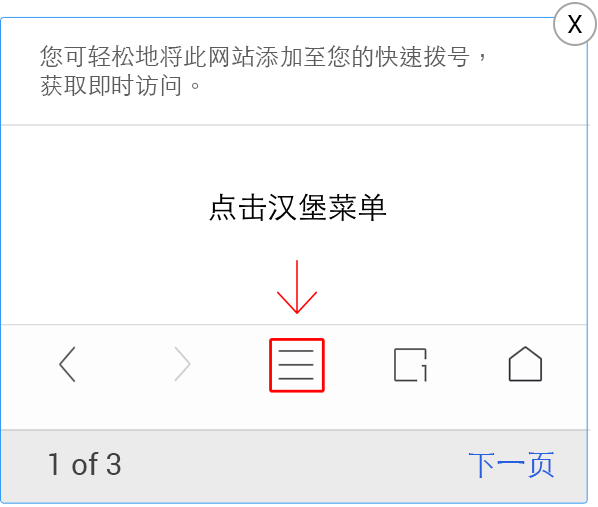 X
您可轻松地将此网站添加至您的快速拨号，
获取即时访问。
点击汉堡菜单
1
1 of 3
下一页